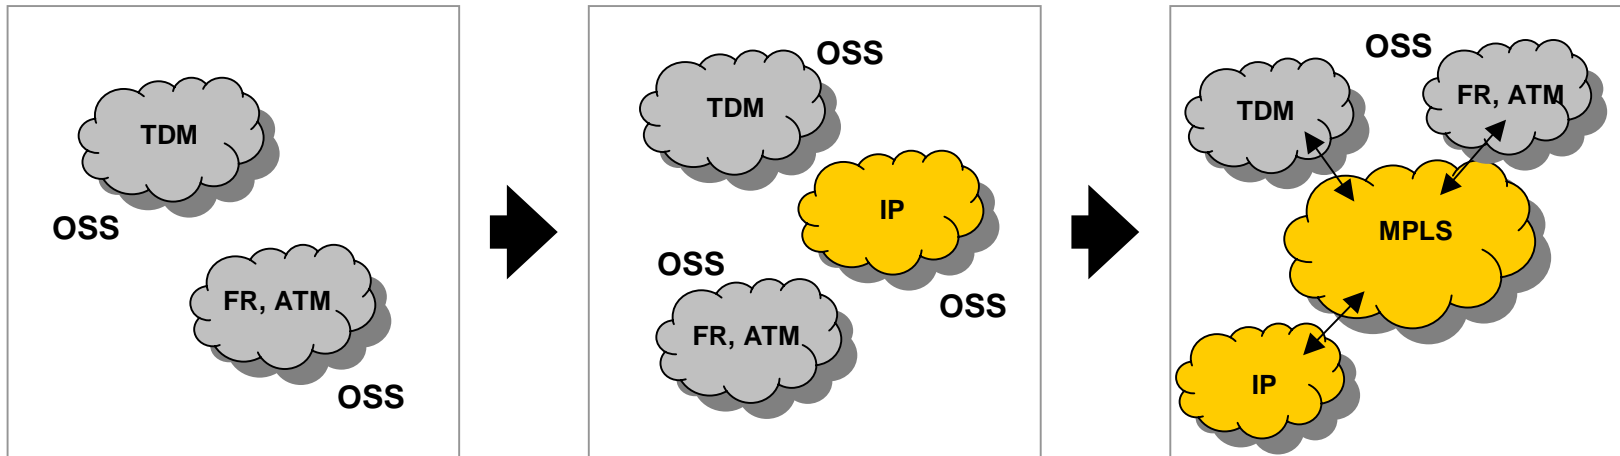 TDM
OSS
FR, ATM
OSS
OSS
TDM
IP
OSS
OSS
FR, ATM
OSS
TDM
FR, ATM
MPLS
IP